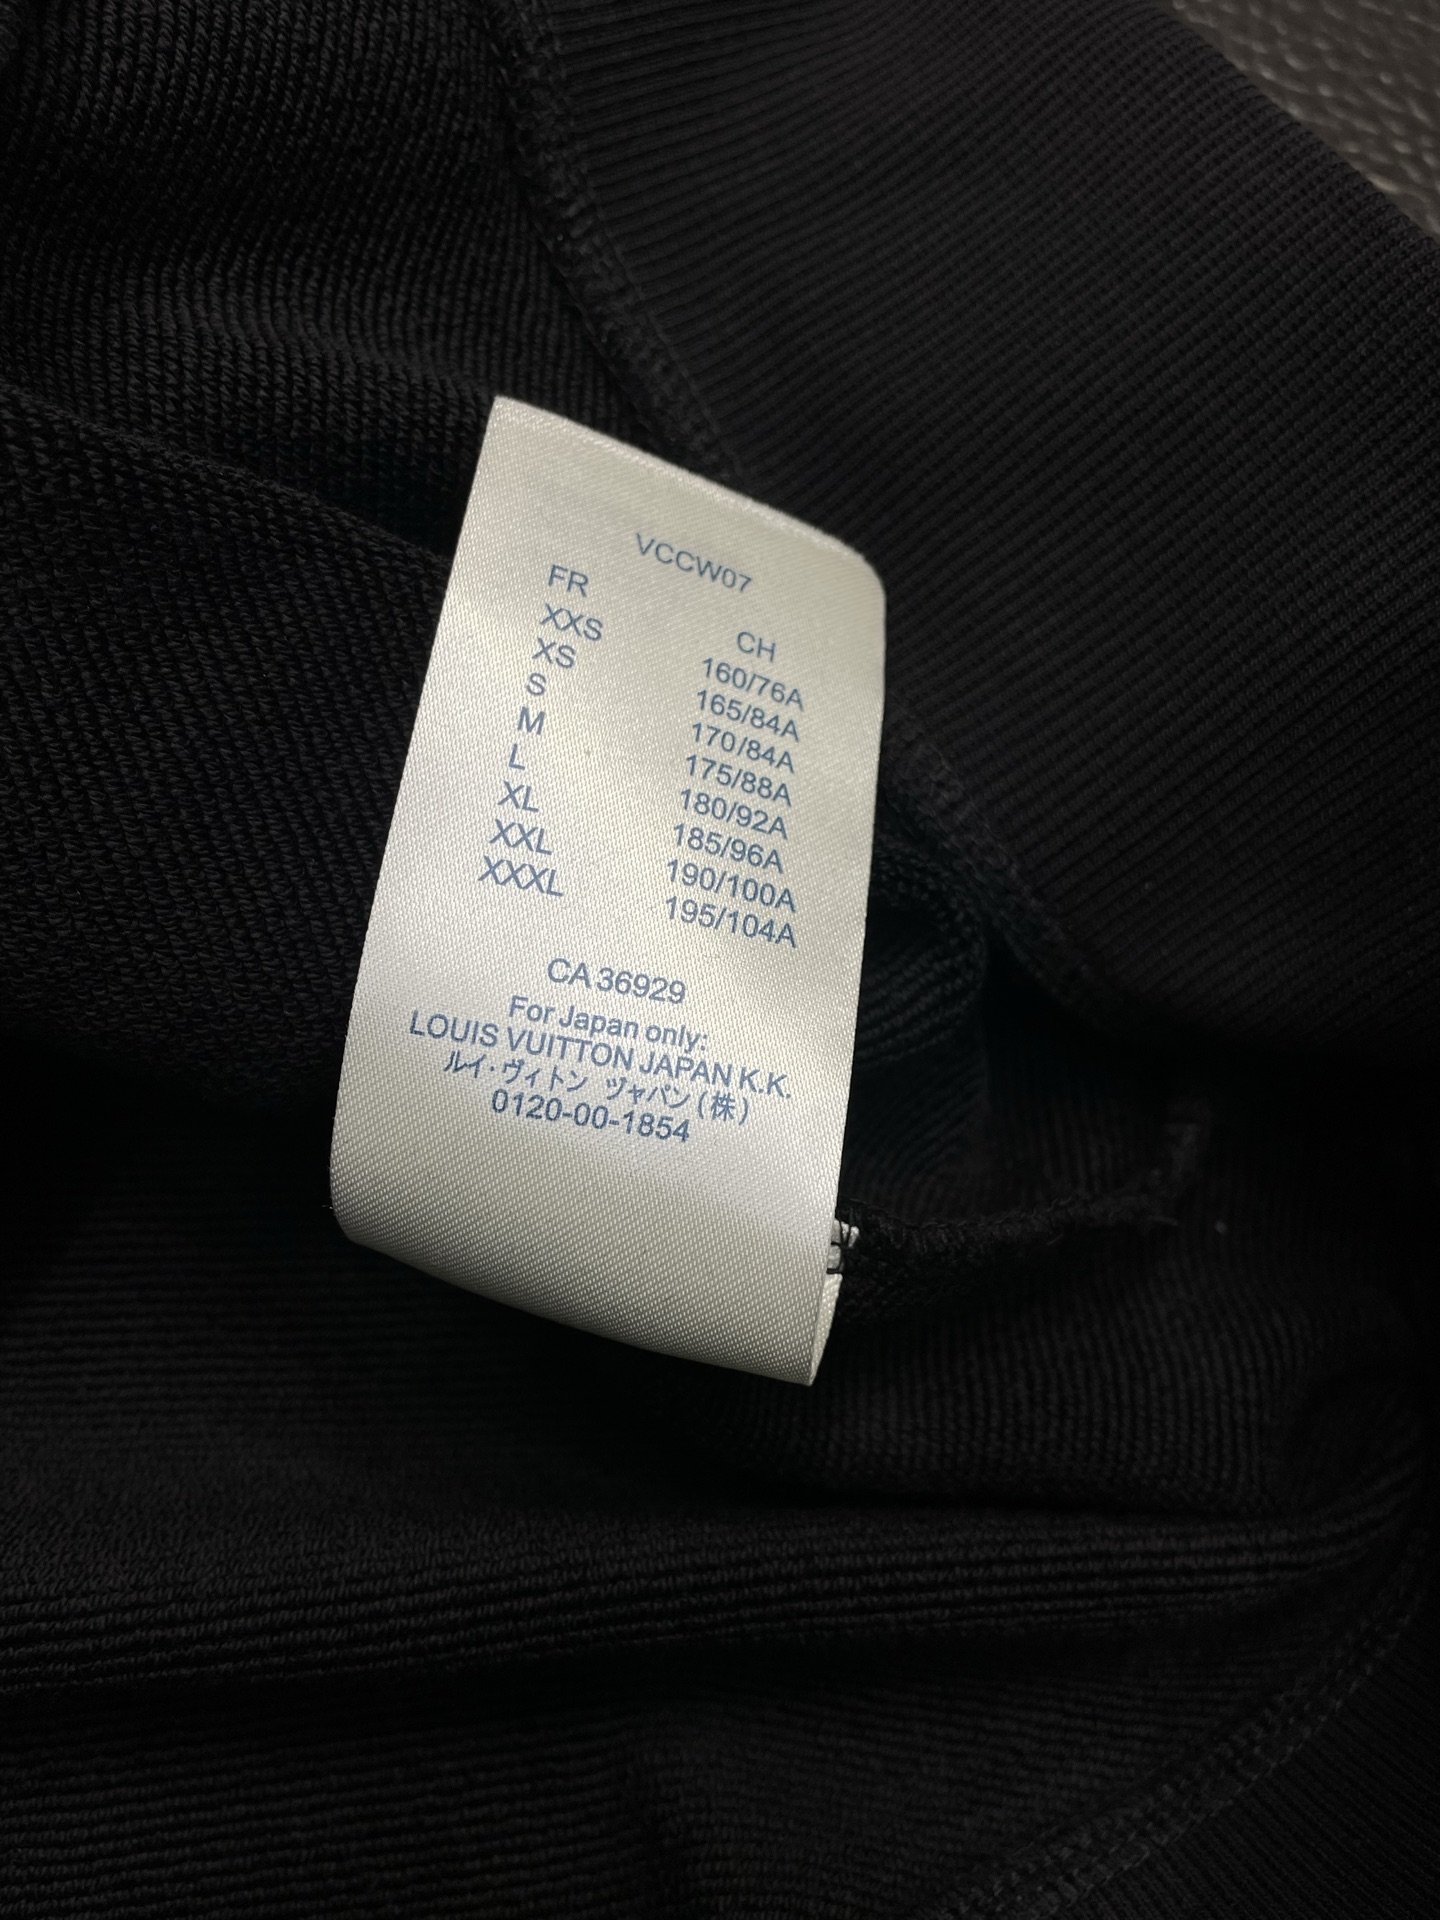 VCCW07
FR CH
XXS 160/76A
XS 165/84A
S 170/84A
M 175/88A
L 180/92A
XL 185/96A
XXL 190/100A
XXXL 195/104A
CA 36929
For Japan only:
LOUIS VUITTON JAPAN K.K.
ルイ・ヴィトン ヅャパン (株)
0120-00-1854